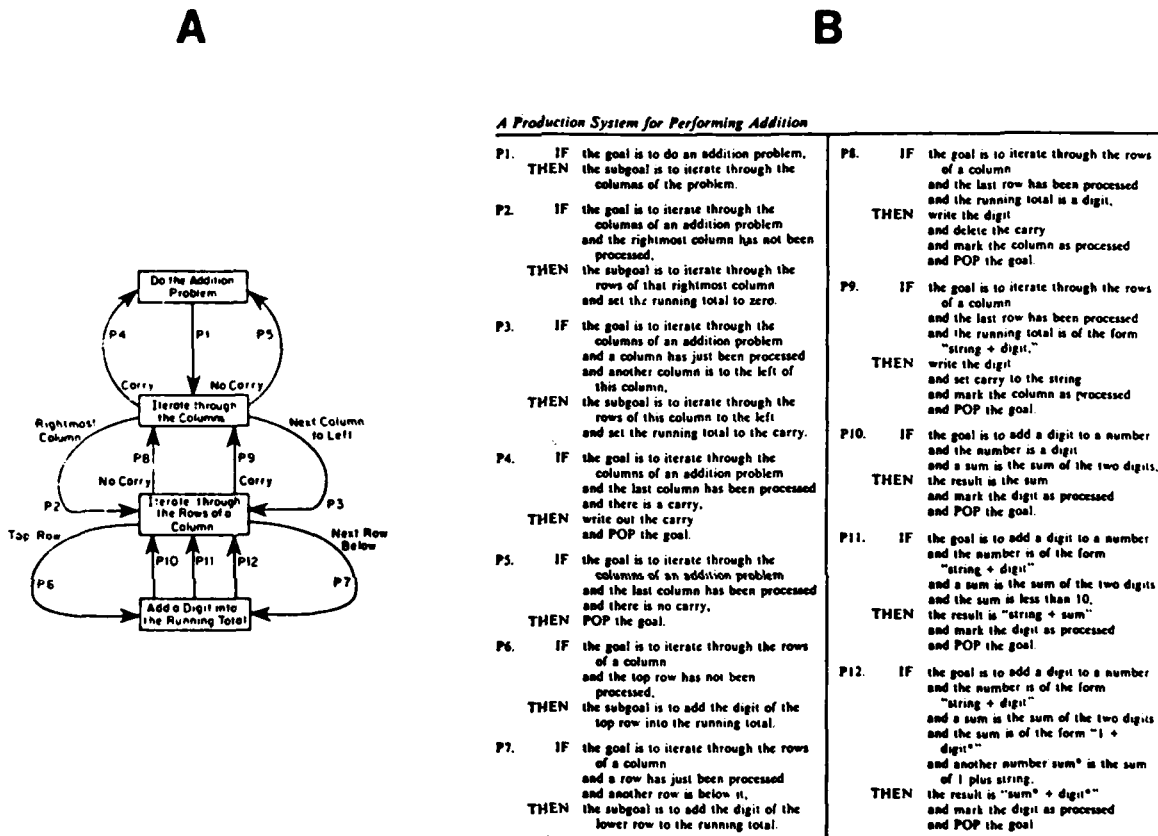 A
B
Do the Addition
Problem
P4
P1
P5
Carry
No Carry
Iterate through
the Columns
Rightmost
Column
Next Column
to Left
P8
P9
No Carry
Carry
P2
P3
Iterate through
the Rows of a
Column
Top Row
Next Row
Below
P10
P11
P12
P6
P7
Add a Digit into
the Running Total
A Production System for Performing Addition
P1. IF the goal is to do an addition problem,
THEN the subgoal is to iterate through the
columns of the problem.
P2. IF the goal is to iterate through the
columns of an addition problem
and the rightmost column has not been
processed,
THEN the subgoal is to iterate through the
rows of that rightmost column
and set the running total to zero.
P3. IF the goal is to iterate through the
columns of an addition problem
and a column has just been processed
and another column is to the left of
this column,
THEN the subgoal is to iterate through the
rows of this column to the left
and set the running total to the carry.
P4. IF the goal is to iterate through the
columns of an addition problem
and the last column has been processed
and there is a carry,
THEN write out the carry
and POP the goal.
P5. IF the goal is to iterate through the
columns of an addition problem
and the last column has been processed
and there is no carry,
THEN POP the goal.
P6. IF the goal is to iterate through the rows
of a column
and the top row has not been
processed,
THEN the subgoal is to add the digit of the
top row into the running total.
P7. IF the goal is to iterate through the rows
of a column
and a row has just been processed
and another row is below it,
THEN the subgoal is to add the digit of the
lower row to the running total.
P8. IF the goal is to iterate through the rows
of a column
and the last row has been processed
and the running total is a digit,
THEN write the digit
and delete the carry
and mark the column as processed
and POP the goal.
P9. IF the goal is to iterate through the rows
of a column
and the last row has been processed
and the running total is of the form
"string + digit,"
THEN write the digit
and set carry to the string
and mark the column as processed
and POP the goal.
P10. IF the goal is to add a digit to a number
and the number is a digit
and a sum is the sum of the two digits,
THEN the result is the sum
and mark the digit as processed
and POP the goal.
P11. IF the goal is to add a digit to a number
and the number is of the form
"string + digit"
and a sum is the sum of the two digits
and the sum is less than 10,
THEN the result is "string + sum"
and mark the digit as processed
and POP the goal.
P12. IF the goal is to add a digit to a number
and the number is of the form
"string + digit"
and a sum is the sum of the two digits
and the sum is of the form "1 +
digit*"
and another number sum* is the sum
of 1 plus string,
THEN the result is "sum* + digit*"
and mark the digit as processed
and POP the goal